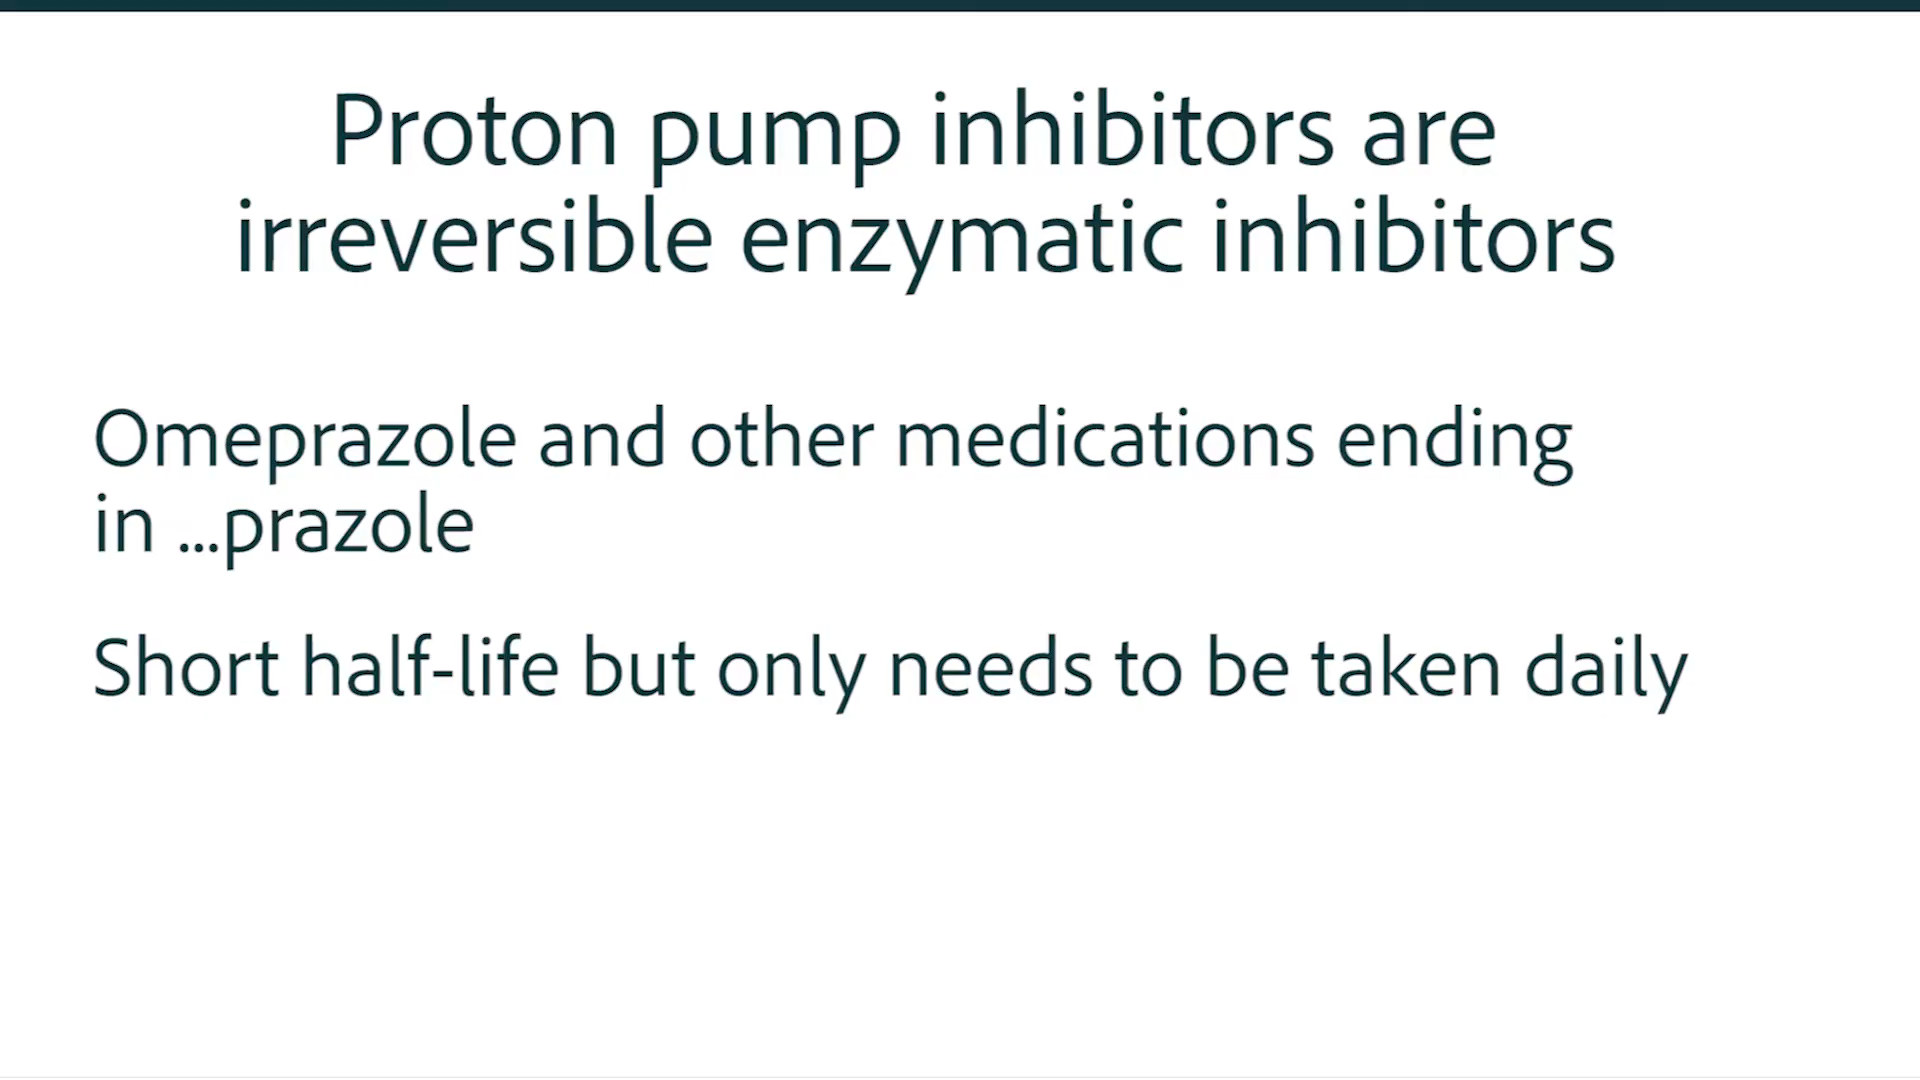 Proton pump inhibitors are
irreversible enzymatic inhibitors
Omeprazole and other medications ending
in ...prazole
Short half-life but only needs to be taken daily